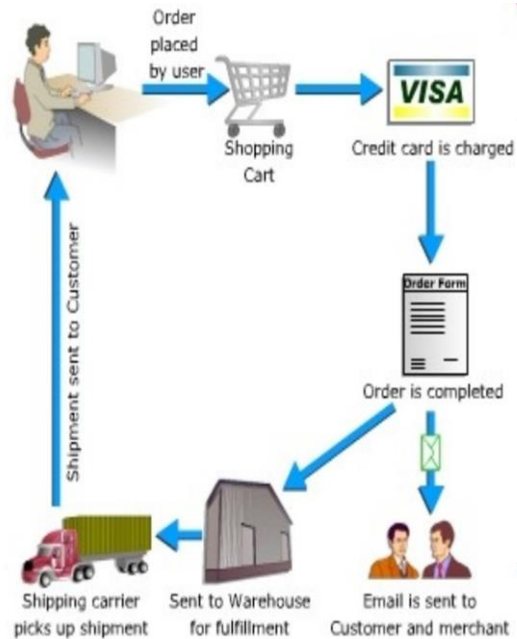 Order
placed
by user
Shopping
Cart
VISA
Credit card is charged
Order Form
Order is completed
Shipment sent to Customer
Shipping carrier
picks up shipment
Sent to Warehouse
for fulfillment
Email is sent to
Customer and merchant